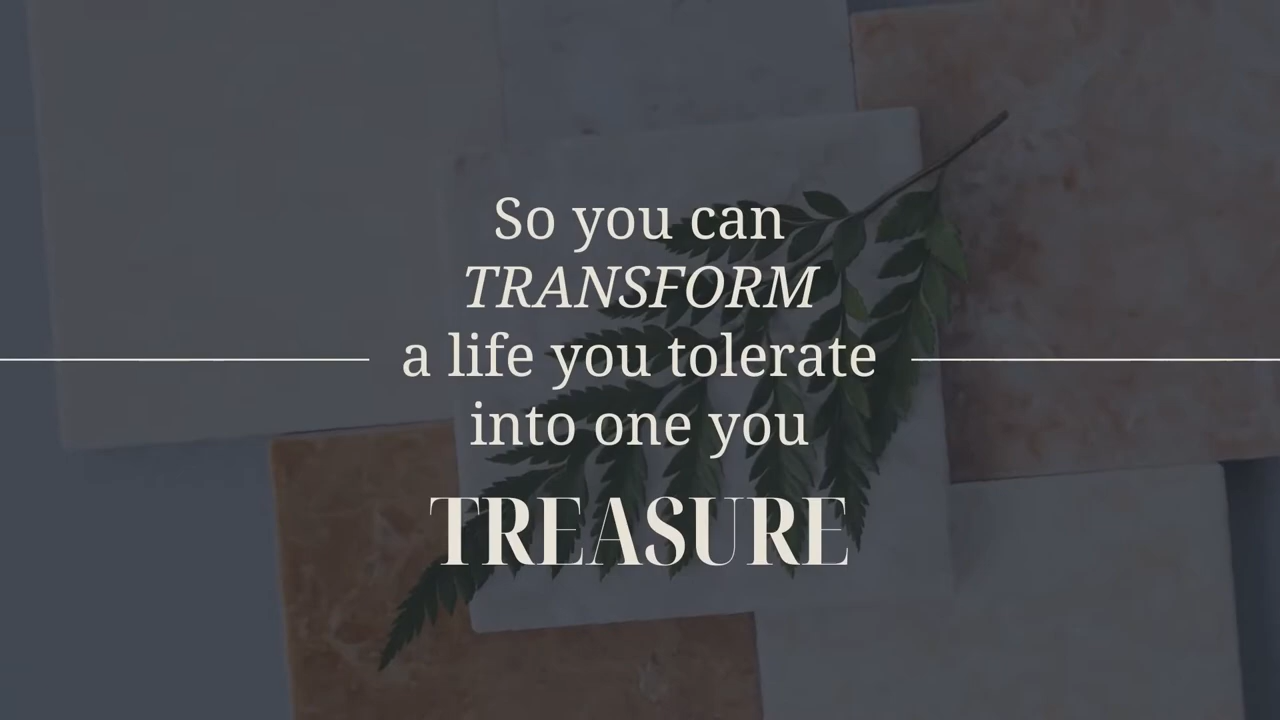 So you can
TRANSFORM
a life you tolerate
into one you
TREASURE